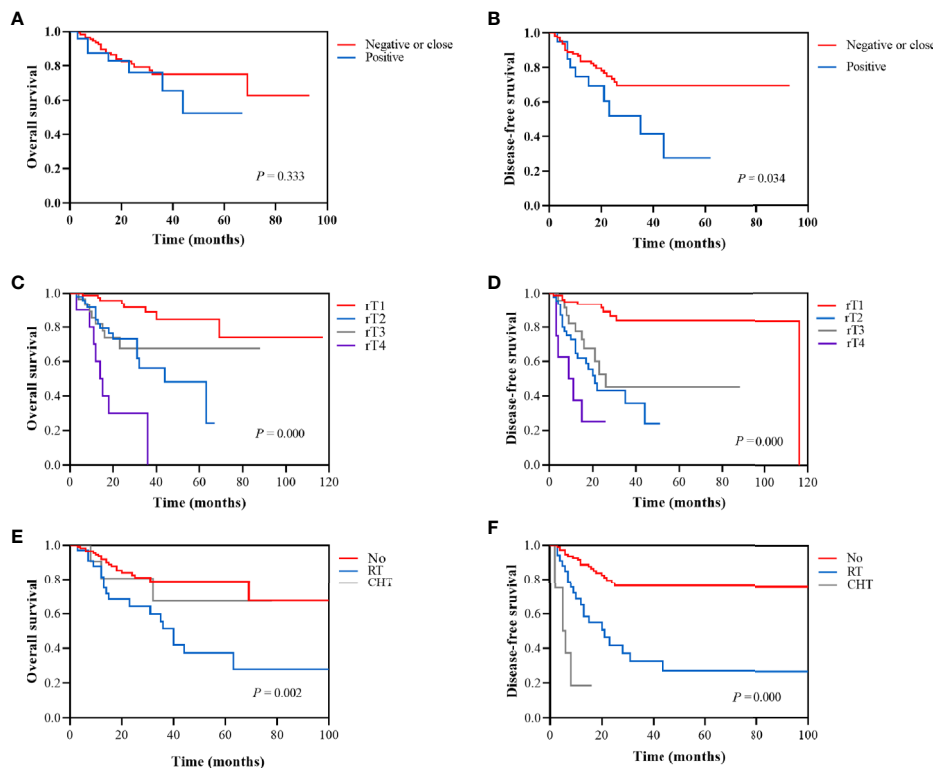 A
1.0
0.8
0.6
0.4
0.2
0.0
Overall survival
0 20 40 60 80 100
Time (months)
Negative or close
Positive
P = 0.333
B
1.0
0.8
0.6
0.4
0.2
0.0
Disease-free sruvival
0 20 40 60 80 100
Time (months)
Negative or close
Positive
P = 0.034
C
1.0
0.8
0.6
0.4
0.2
0.0
Overall survival
0 20 40 60 80 100 120
Time (months)
rT1
rT2
rT3
rT4
P = 0.000
D
1.0
0.8
0.6
0.4
0.2
0.0
Disease-free sruvival
0 20 40 60 80 100 120
Time (months)
rT1
rT2
rT3
rT4
P = 0.000
E
1.0
0.8
0.6
0.4
0.2
0.0
Overall survival
0 20 40 60 80 100
Time (months)
No
RT
CHT
P = 0.002
F
1.0
0.8
0.6
0.4
0.2
0.0
Disease-free sruvival
0 20 40 60 80 100
Time (months)
No
RT
CHT
P = 0.000